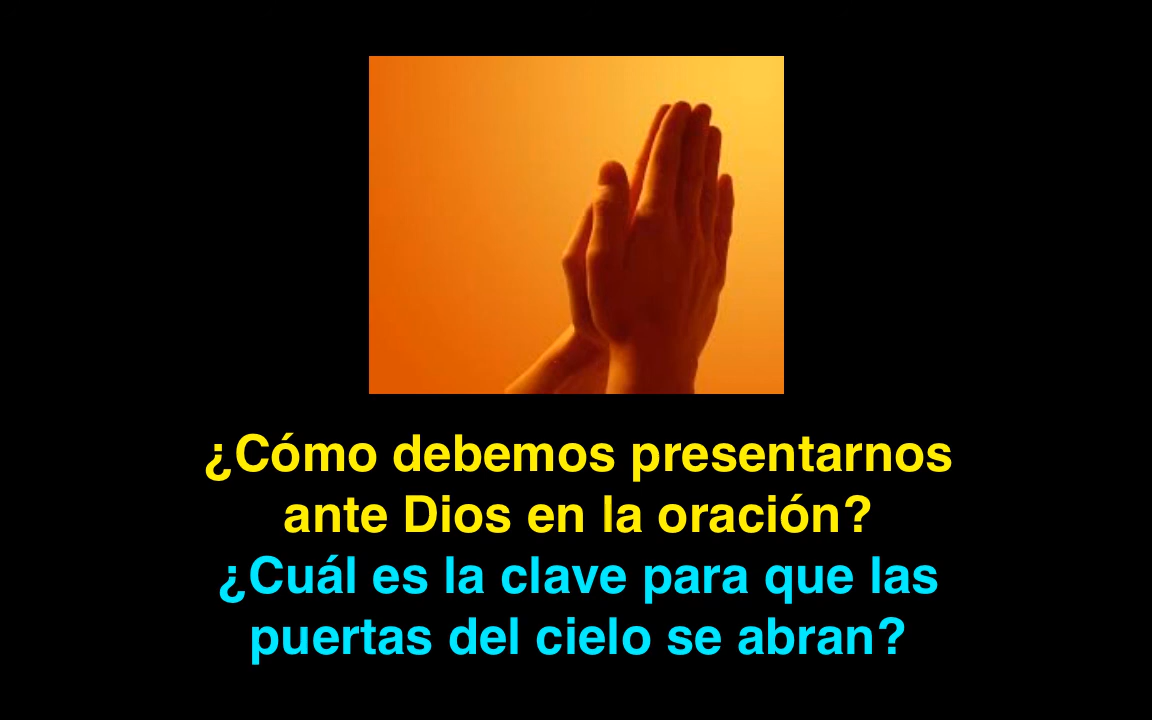 ¿Cómo debemos presentarnos
ante Dios en la oración?
¿Cuál es la clave para que las
puertas del cielo se abran?